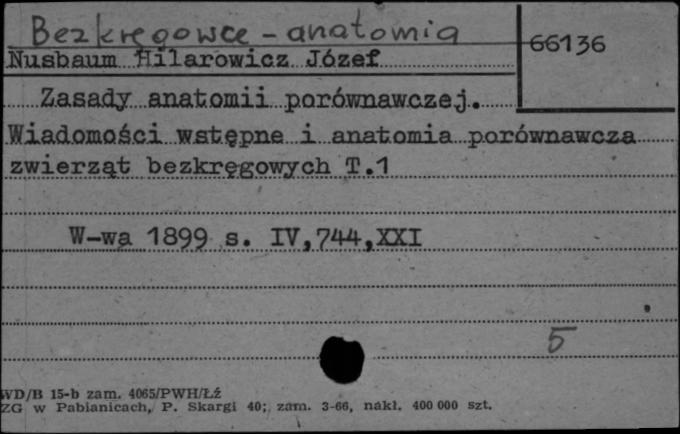 Bezkręgowce - anatomia
66136
Nusbaum Hilarowicz Józef
Zasady anatomii porównawczej.
Wiadomości wstępne i anatomia porównawcza
zwierząt bezkręgowych T.1
W-wa 1899 s. IV,744,XXI
5
WD/B 15-b zam. 4065/PWH/Łź
ZG w Pabianicach, P. Skargi 40; zam. 3-66, nakł. 400 000 szt.